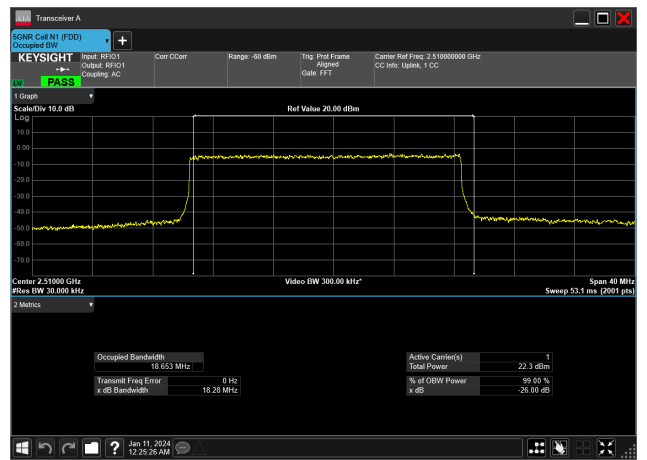 Transceiver A
5GNR Cell N1 (FDD)
Occupied BW
+
KEYSIGHT
Input: RFIO1
Output: RFIO1
Coupling: AC
Corr CCorr
Range: -60 dBm
Trig: Prot Frame
Aligned
Gate: FFT
Carrier Ref Freq: 2.510000000 GHz
CC Info: Uplink, 1 CC
PASS
1 Graph
Scale/Div 10.0 dB
Ref Value 20.00 dBm
Log
10.0
0.00
-10.0
-20.0
-30.0
-40.0
-50.0
-60.0
-70.0
Center 2.51000 GHz
Video BW 300.00 kHz*
Span 40 MHz
#Res BW 30.000 kHz
Sweep 53.1 ms (2001 pts)
2 Metrics
Occupied Bandwidth
18.653 MHz
Active Carrier(s) 1
Total Power 22.3 dBm
Transmit Freq Error 0 Hz
x dB Bandwidth 18.28 MHz
% of OBW Power 99.00 %
x dB -26.00 dB
?
Jan 11, 2024
12:25:26 AM